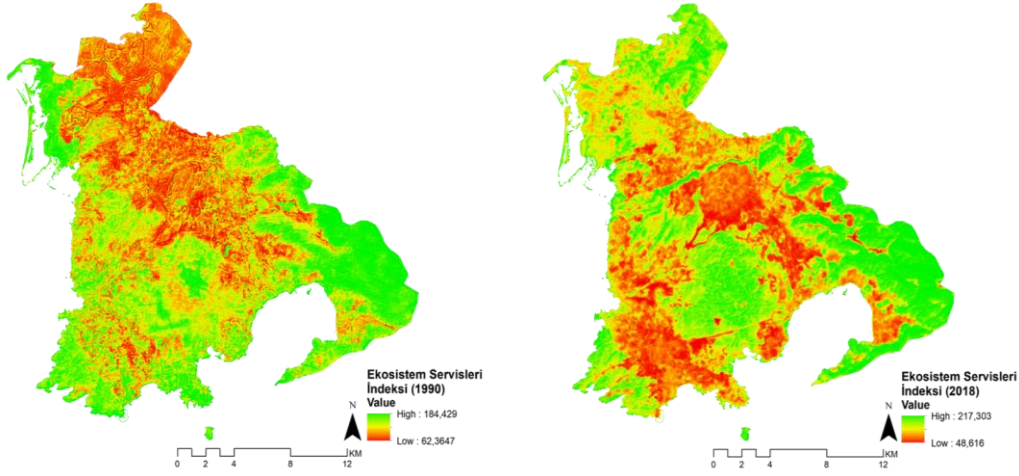 Ekosistem Servisleri
İndeksi (1990)
Value
High : 184,429
Low : 62,3647
N
0 2 4 8 12
KM
Ekosistem Servisleri
İndeksi (2018)
Value
High : 217,303
Low : 48,616
N
0 2 4 8 12
KM